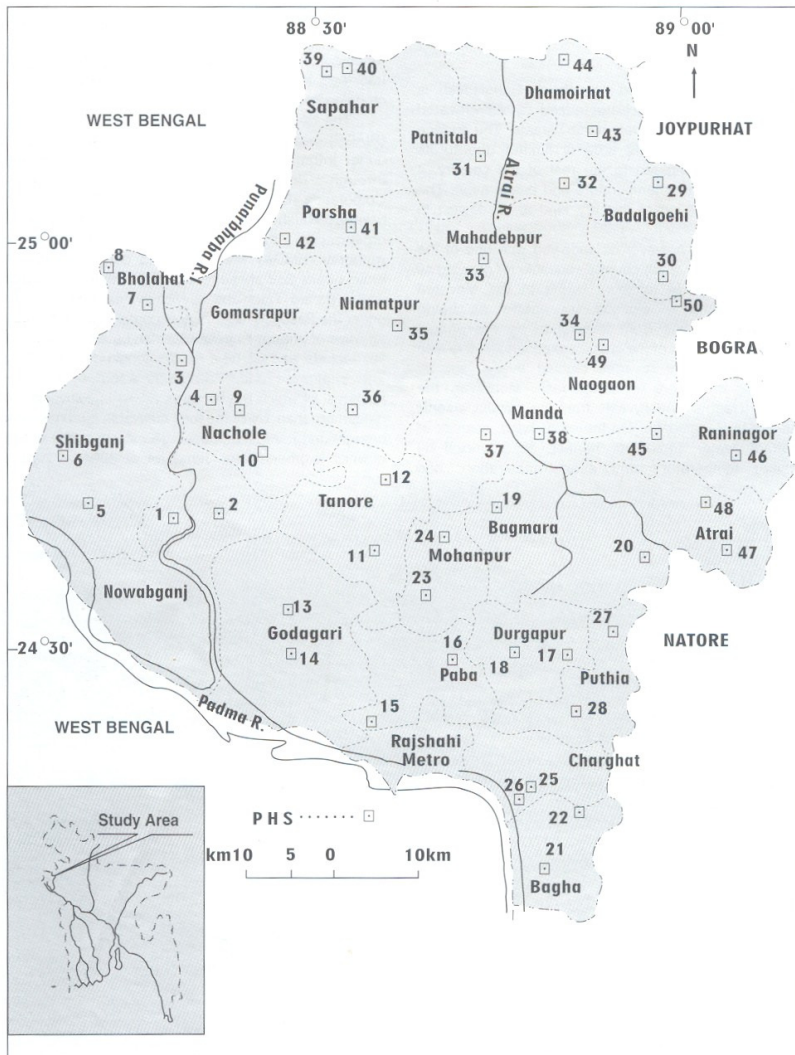 88 30'
89 00'
N
39
40
44
Sapahar
Dhamoirhat
WEST BENGAL
43
JOYPURHAT
Patnitala
31
Atrai R.
32
29
Punarbhaba R.I
Badalgoehi
Porsha
41
42
Mahadebpur
33
25 00'
8
Bholahat
7
30
Gomasrapur
Niamatpur
35
50
34
49
BOGRA
3
Naogaon
4
9
36
Nachole
10
Manda
37
38
45
Raninagor
46
Shibganj
6
12
Tanore
5
1
2
19
Bagmara
48
24
Mohanpur
Atrai
47
11
20
23
Nowabganj
13
27
Godagari
14
NATORE
24 30'
16
Paba
Durgapur
18
17
Puthia
28
Padma R.
15
WEST BENGAL
Rajshahi
Metro
Charghat
26
25
22
PHS
Study Area
km10 5 0 10km
21
Bagha